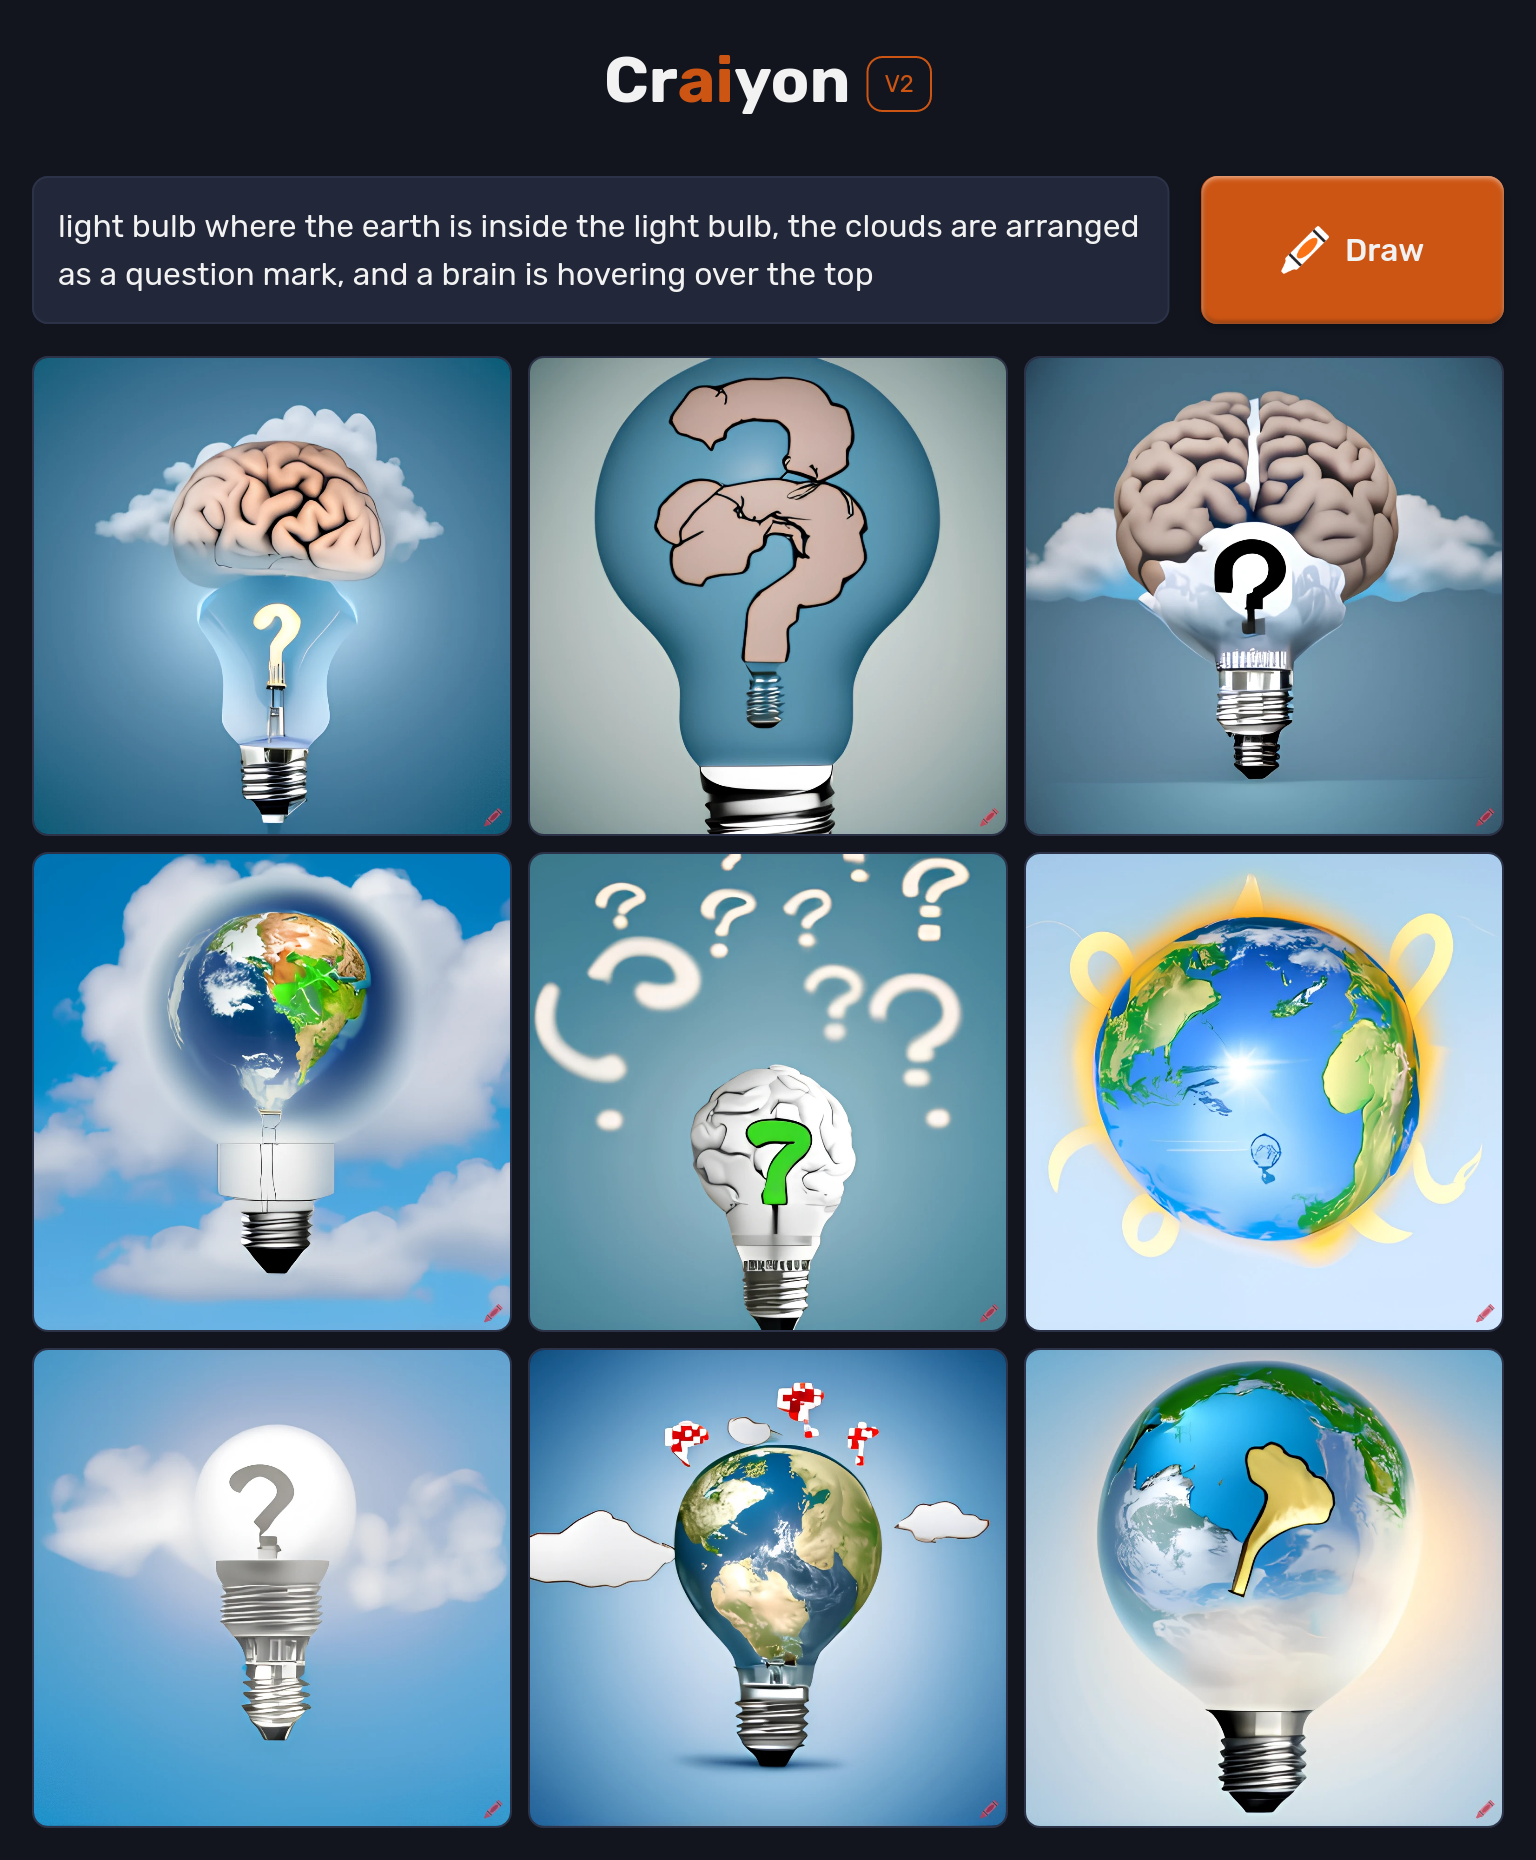 Craiyon V2
light bulb where the earth is inside the light bulb, the clouds are arranged
as a question mark, and a brain is hovering over the top
Draw
?
?
?
? ? ? ?
? ?
?
?